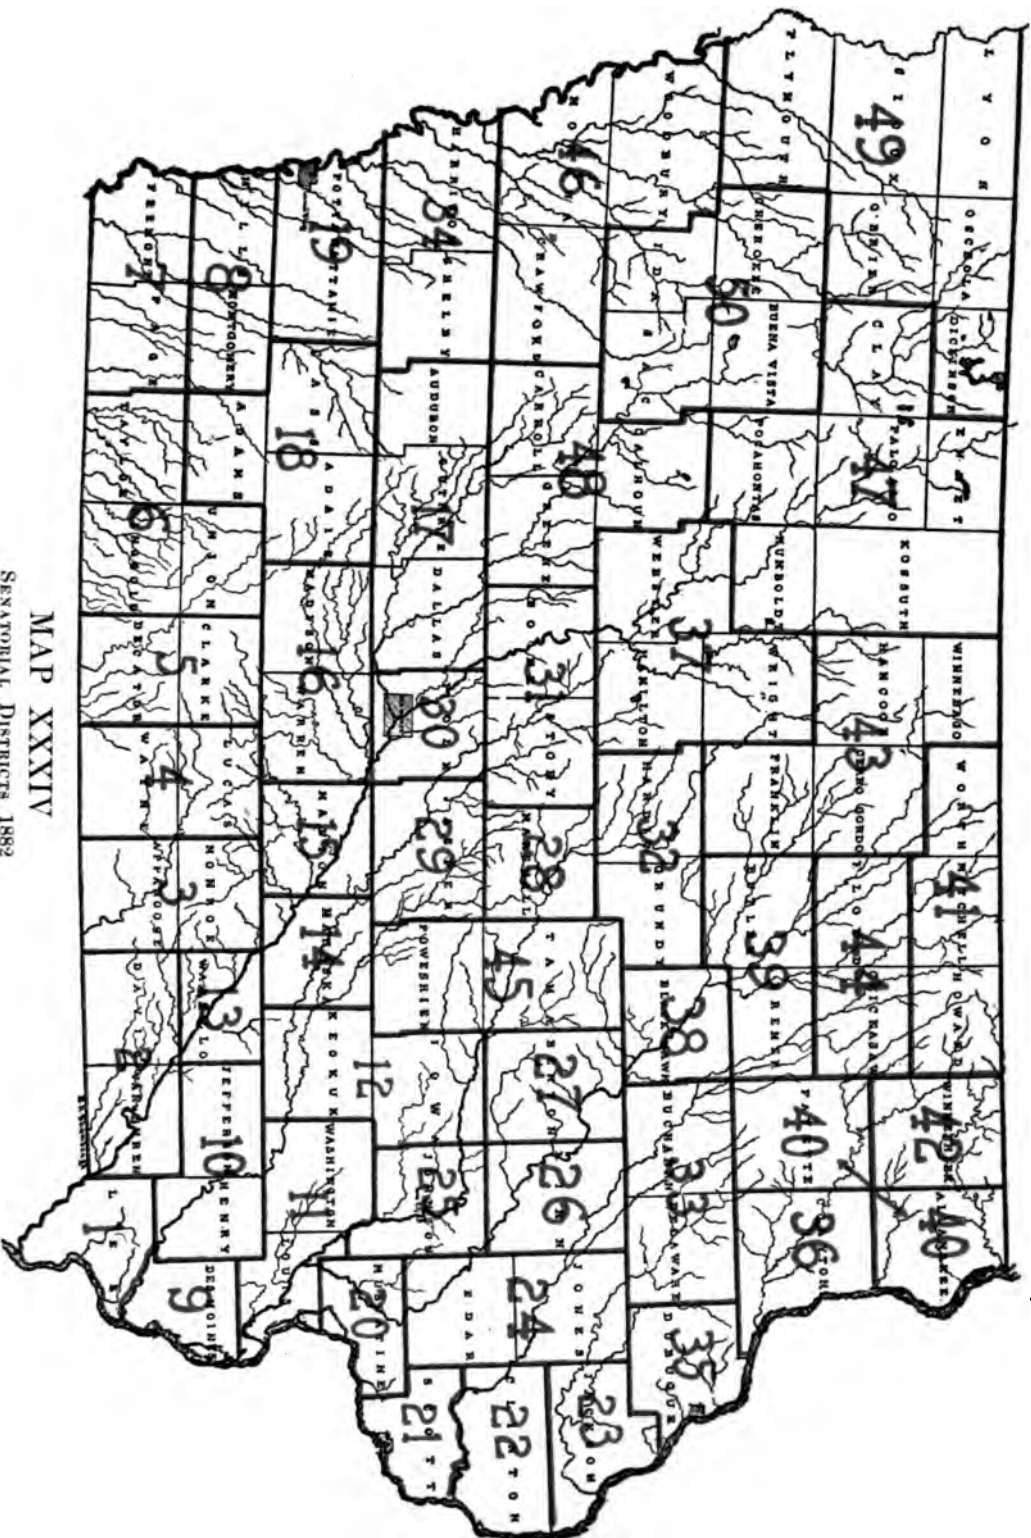 LYON
OSCEOLA
DICKINSON
EMMET
WINNEBAGO
WORTH
MITCHELL
HOWARD
WINNESHIEK
ALLAMAKEE
49
41
42
40
SIOUX
O'BRIEN
CLAY
PALO ALTO
KOSSUTH
HANCOCK
CERRO GORDO
FLOYD
CHICKASAW
47
43
44
PLYMOUTH
CHEROKEE
BUENA VISTA
POCAHONTAS
HUMBOLDT
WRIGHT
FRANKLIN
BUTLER
BREMER
FAYETTE
CLAYTON
50
39
40
36
WOODBURY
IDA
SAC
CALHOUN
WEBSTER
HAMILTON
HARDIN
GRUNDY
BLACK HAWK
BUCHANAN
DELAWARE
DUBUQUE
37
32
38
33
35
MONONA
CRAWFORD
CARROLL
GREENE
BOONE
STORY
MARSHALL
TAMA
BENTON
LINN
JONES
JACKSON
46
48
31
28
45
27
26
24
23
HARRISON
SHELBY
AUDUBON
GUTHRIE
DALLAS
POLK
JASPER
POWESHIEK
IOWA
JOHNSON
CEDAR
CLINTON
34
17
30
29
25
22
SCOTT
21
MUSCATINE
20
POTTAWATTAMIE
CASS
ADAIR
MADISON
WARREN
MARION
MAHASKA
KEOKUK
WASHINGTON
LOUISA
19
18
16
15
14
12
11
MILLS
MONTGOMERY
ADAMS
UNION
CLARKE
LUCAS
MONROE
WAPELLO
JEFFERSON
HENRY
DES MOINES
8
13
10
9
FREMONT
PAGE
TAYLOR
RINGGOLD
DECATUR
WAYNE
APPANOOSE
DAVIS
VAN BUREN
LEE
7
6
5
4
3
2
1
MAP XXXIV
SENATORIAL DISTRICTS 1882